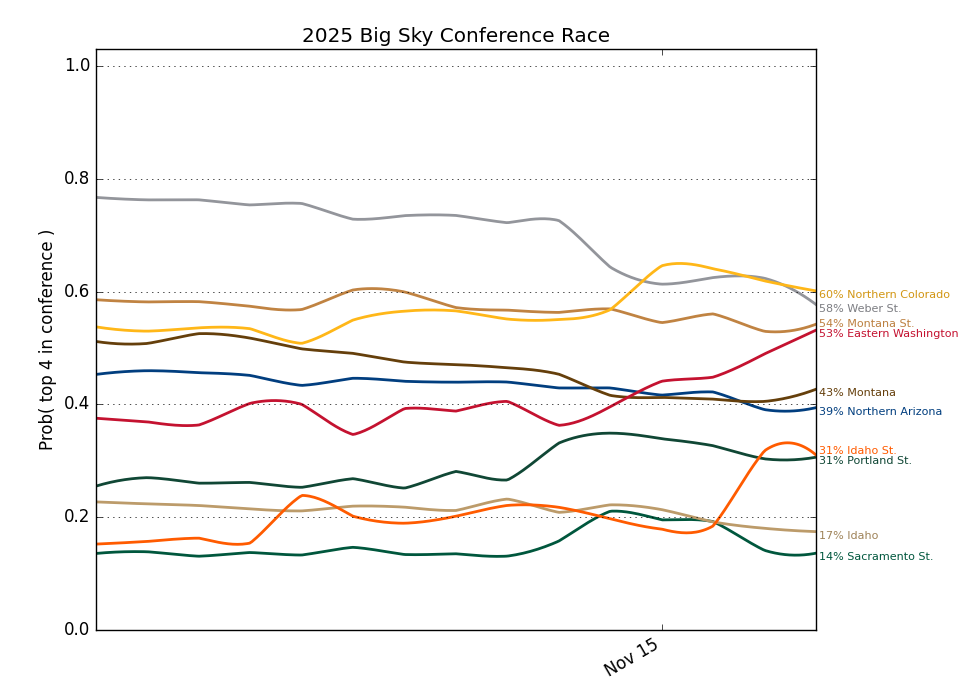 2025 Big Sky Conference Race
Prob( top 4 in conference )
1.0
0.8
0.6
0.4
0.2
0.0
60% Northern Colorado
58% Weber St.
54% Montana St.
53% Eastern Washington
43% Montana
39% Northern Arizona
31% Idaho St.
31% Portland St.
17% Idaho
14% Sacramento St.
Nov 15